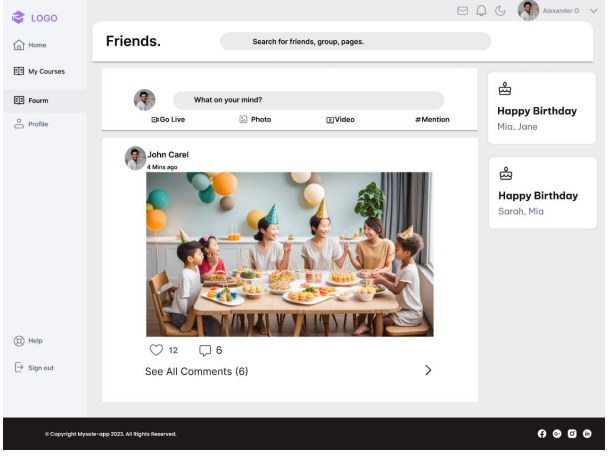 LOGO
Alexander O
Home
My Courses
Fourm
Profile
Help
Sign out
Friends.
Search for friends, group, pages.
What on your mind?
Go Live
Photo
Video
#Mention
John Carel
4 Mins ago
12
6
See All Comments (6)
Happy Birthday
Mia, Jane
Happy Birthday
Sarah, Mia
© Copyright Mysale-app 2023. All Rights Reserved.